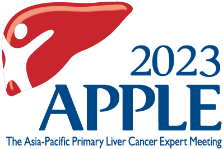 2023
APPLE
The Asia-Pacific Primary Liver Cancer Expert Meeting